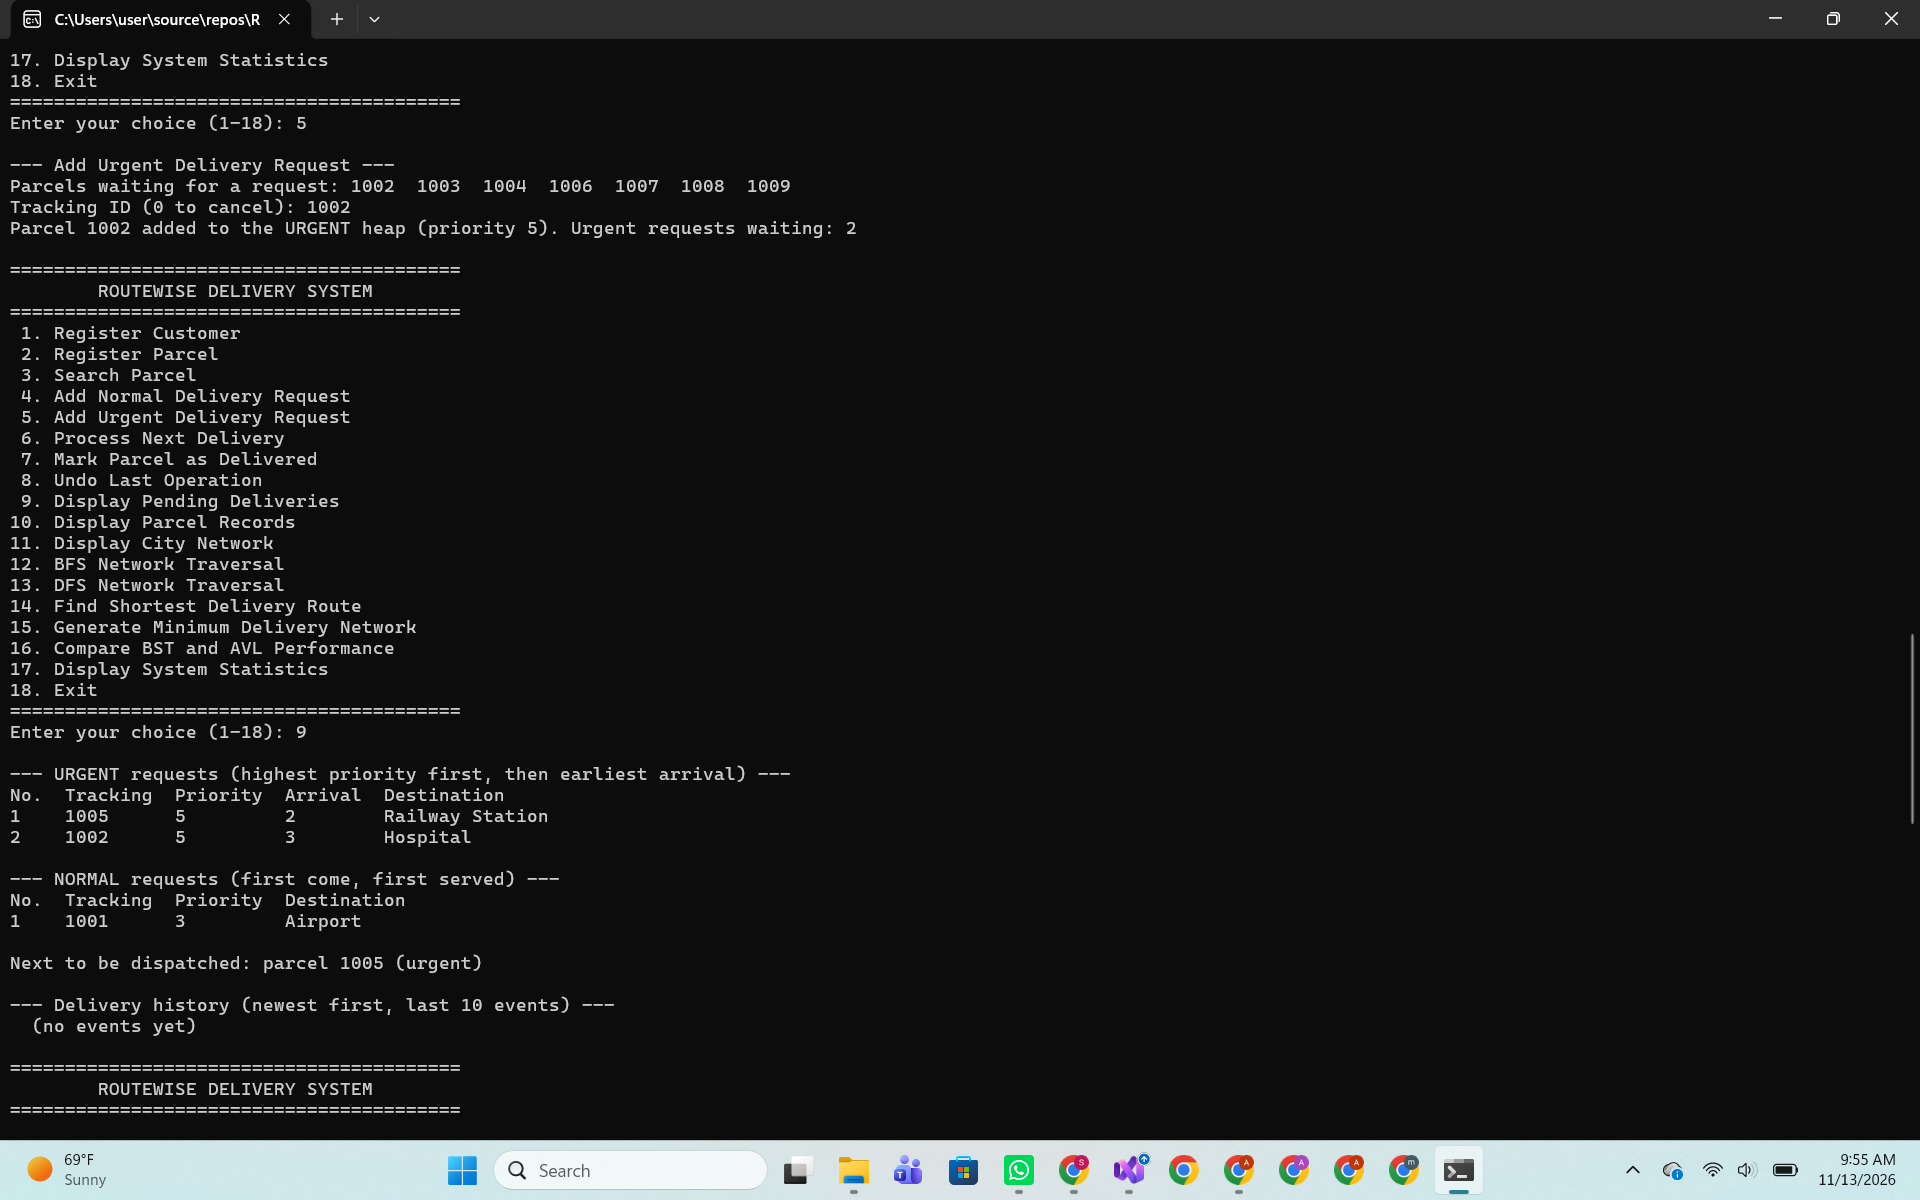 C:\Users\user\source\repos\R
17. Display System Statistics
18. Exit
=========================================
Enter your choice (1-18): 5
--- Add Urgent Delivery Request ---
Parcels waiting for a request: 1002  1003  1004  1006  1007  1008  1009
Tracking ID (0 to cancel): 1002
Parcel 1002 added to the URGENT heap (priority 5). Urgent requests waiting: 2
=========================================
ROUTEWISE DELIVERY SYSTEM
=========================================
1. Register Customer
2. Register Parcel
3. Search Parcel
4. Add Normal Delivery Request
5. Add Urgent Delivery Request
6. Process Next Delivery
7. Mark Parcel as Delivered
8. Undo Last Operation
9. Display Pending Deliveries
10. Display Parcel Records
11. Display City Network
12. BFS Network Traversal
13. DFS Network Traversal
14. Find Shortest Delivery Route
15. Generate Minimum Delivery Network
16. Compare BST and AVL Performance
17. Display System Statistics
18. Exit
=========================================
Enter your choice (1-18): 9
--- URGENT requests (highest priority first, then earliest arrival) ---
No.  Tracking  Priority  Arrival  Destination
1    1005      5         2        Railway Station
2    1002      5         3        Hospital
--- NORMAL requests (first come, first served) ---
No.  Tracking  Priority  Destination
1    1001      3         Airport
Next to be dispatched: parcel 1005 (urgent)
--- Delivery history (newest first, last 10 events) ---
(no events yet)
=========================================
ROUTEWISE DELIVERY SYSTEM
=========================================
69°F
Sunny
Search
9:55 AM
11/13/2026